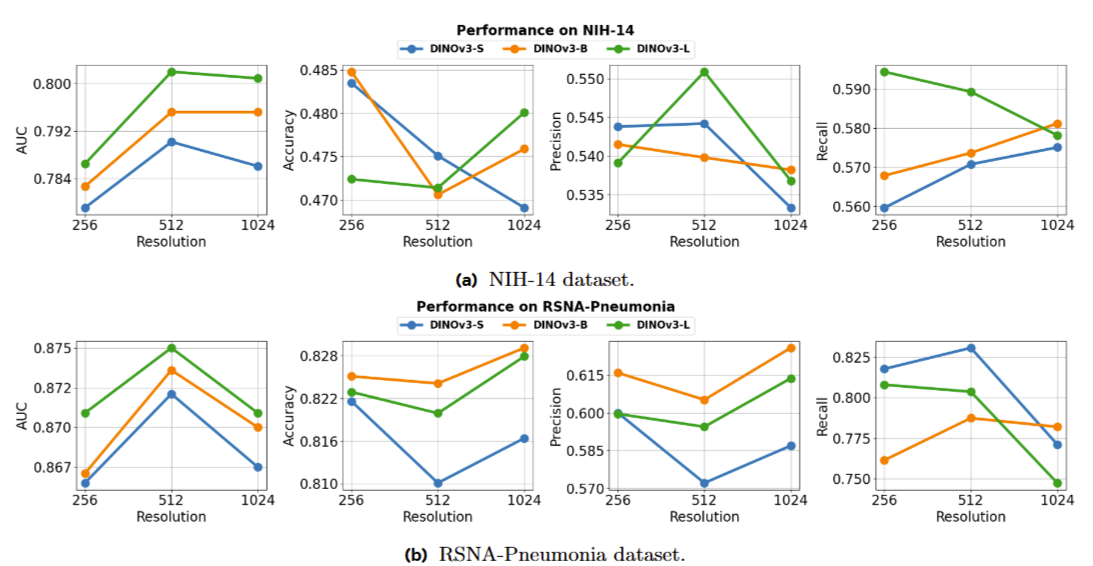 Performance on NIH-14
DINOv3-S DINOv3-B DINOv3-L
AUC
0.800
0.792
0.784
256 512 1024
Resolution
Accuracy
0.485
0.480
0.475
0.470
256 512 1024
Resolution
Precision
0.550
0.545
0.540
0.535
256 512 1024
Resolution
Recall
0.590
0.580
0.570
0.560
256 512 1024
Resolution
(a) NIH-14 dataset.
Performance on RSNA-Pneumonia
DINOv3-S DINOv3-B DINOv3-L
AUC
0.875
0.872
0.870
0.867
256 512 1024
Resolution
Accuracy
0.828
0.822
0.816
0.810
256 512 1024
Resolution
Precision
0.615
0.600
0.585
0.570
256 512 1024
Resolution
Recall
0.825
0.800
0.775
0.750
256 512 1024
Resolution
(b) RSNA-Pneumonia dataset.